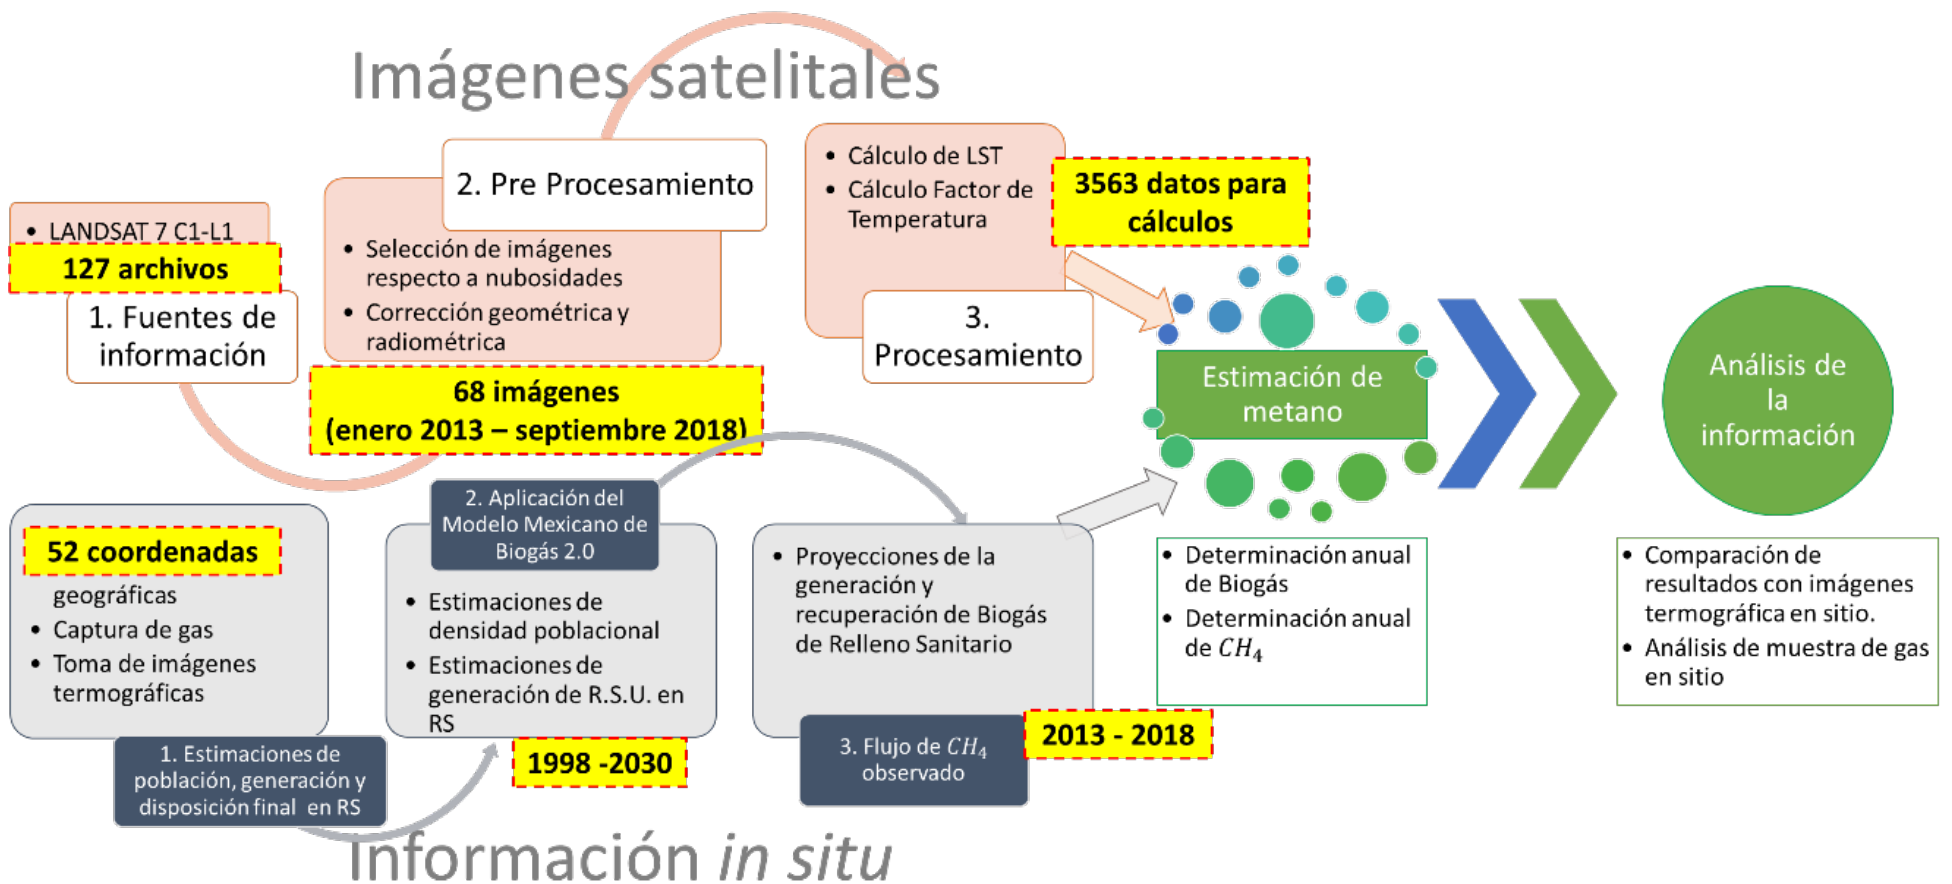 Imágenes satelitales
• LANDSAT 7 C1-L1
127 archivos
1. Fuentes de
información
2. Pre Procesamiento
• Selección de imágenes
respecto a nubosidades
• Corrección geométrica y
radiométrica
68 imágenes
(enero 2013 – septiembre 2018)
• Cálculo de LST
• Cálculo Factor de
Temperatura
3563 datos para
cálculos
3.
Procesamiento
52 coordenadas
geográficas
• Captura de gas
• Toma de imágenes
termográficas
1. Estimaciones de
población, generación y
disposición final en RS
2. Aplicación del
Modelo Mexicano de
Biogás 2.0
• Estimaciones de
densidad poblacional
• Estimaciones de
generación de R.S.U. en
RS
1998 -2030
• Proyecciones de la
generación y
recuperación de Biogás
de Relleno Sanitario
3. Flujo de CH₄
observado
2013 - 2018
Estimación de
metano
• Determinación anual
de Biogás
• Determinación anual
de CH₄
Análisis de
la
información
• Comparación de
resultados con imágenes
termográfica en sitio.
• Análisis de muestra de gas
en sitio
Información in situ